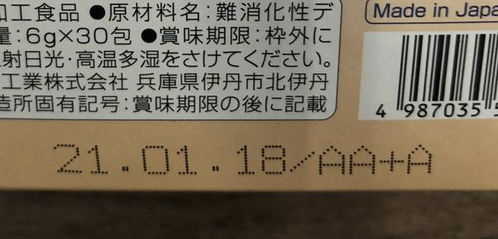 加工食品 ●原材料名:難消化性デ
量:6g×30包 ●賞味期限:枠外に
射日光・高温多湿をさけてください。
工業株式会社 兵庫県伊丹市北伊丹
造所固有記号:賞味期限の後に記載
Made in Japa
4 987035
21.01.18/AA+A